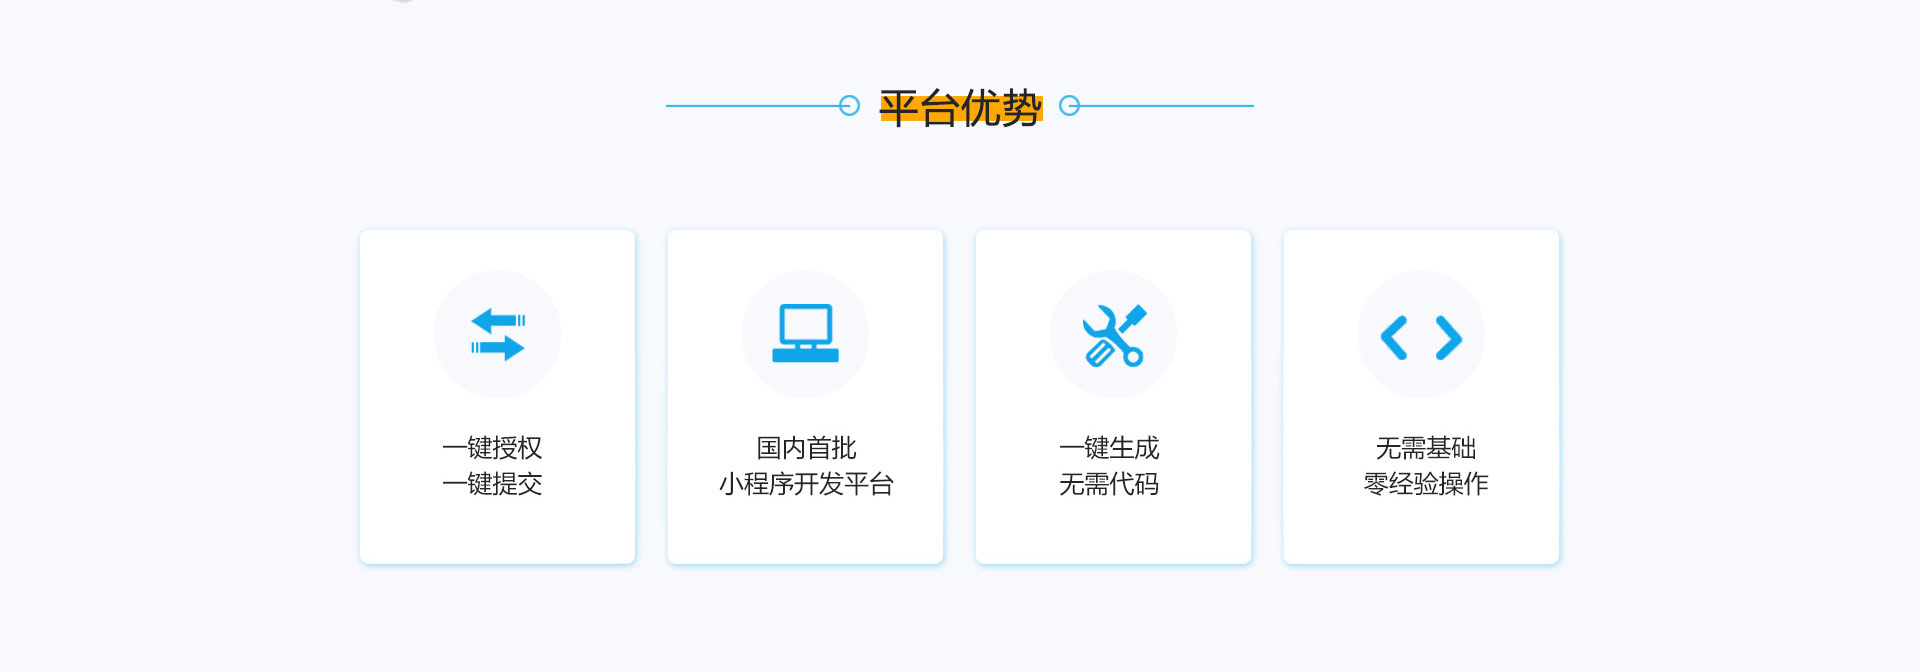 平台优势
一键授权
一键提交
国内首批
小程序开发平台
一键生成
无需代码
无需基础
零经验操作